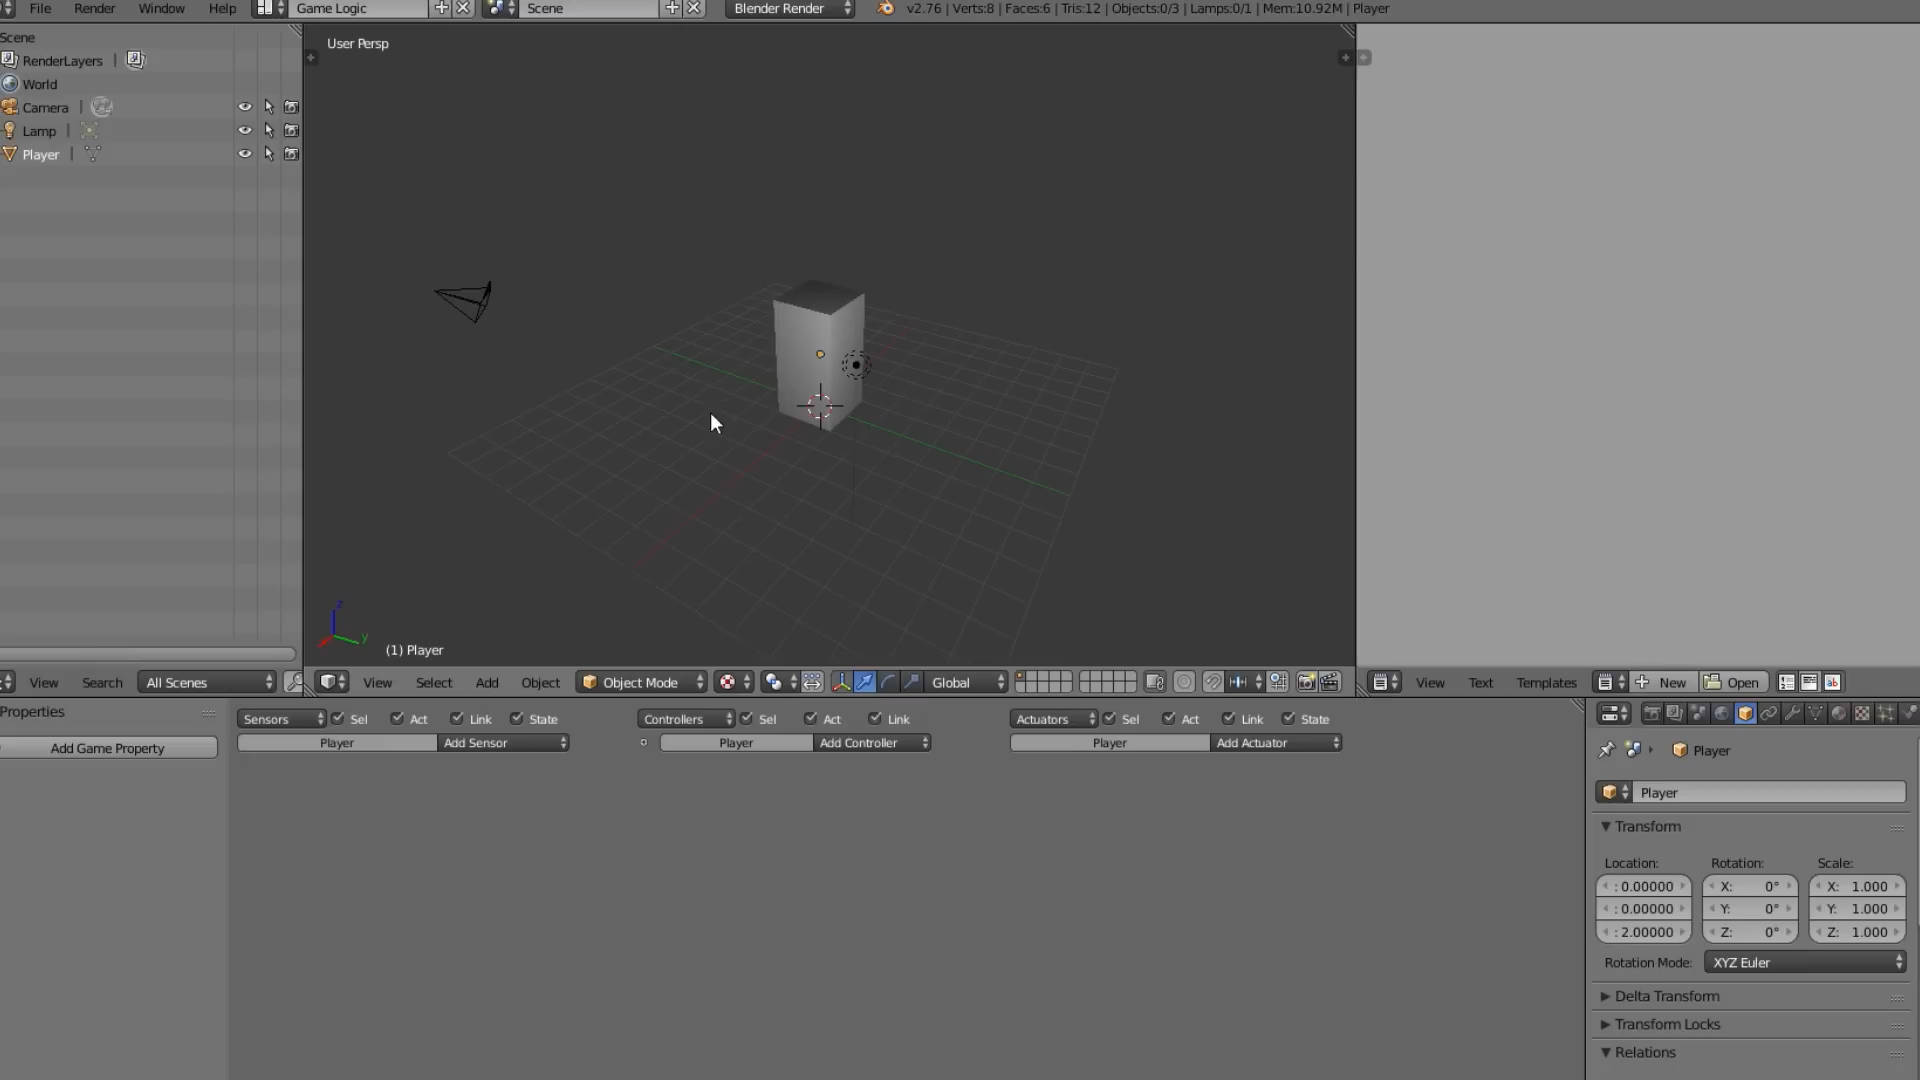 File Render Window Help Game Logic Scene Blender Render v2.76 | Verts:8 | Faces:6 | Tris:12 | Objects:0/3 | Lamps:0/1 | Mem:10.92M | Player
Scene
RenderLayers |
World
Camera |
Lamp |
Player |
User Persp
z
y
(1) Player
View Search All Scenes
View Select Add Object Object Mode Global
View Text Templates New Open
Properties
Add Game Property
Sensors Sel Act Link State
Player Add Sensor
Controllers Sel Act Link
Player Add Controller
Actuators Sel Act Link State
Player Add Actuator
Player
Player
Transform
Location: Rotation: Scale:
: 0.00000 X: 0° X: 1.000
: 0.00000 Y: 0° Y: 1.000
: 2.00000 Z: 0° Z: 1.000
Rotation Mode: XYZ Euler
Delta Transform
Transform Locks
Relations